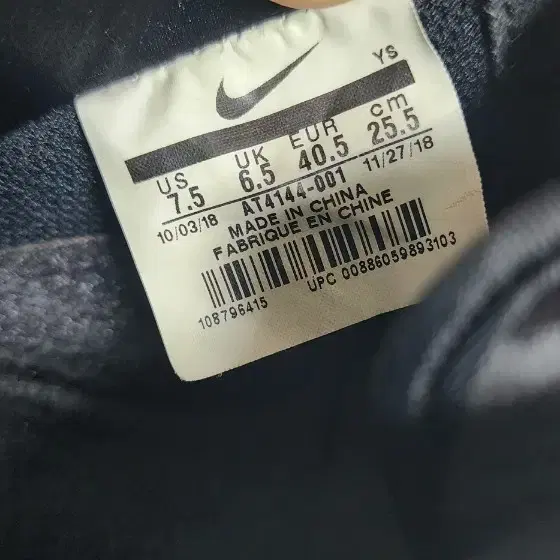 YS
US UK EUR cm
7.5 6.5 40.5 25.5
10/03/18 AT4144-001 11/27/18
MADE IN CHINA
FABRIQUE EN CHINE
108796415 UPC 00886059893103